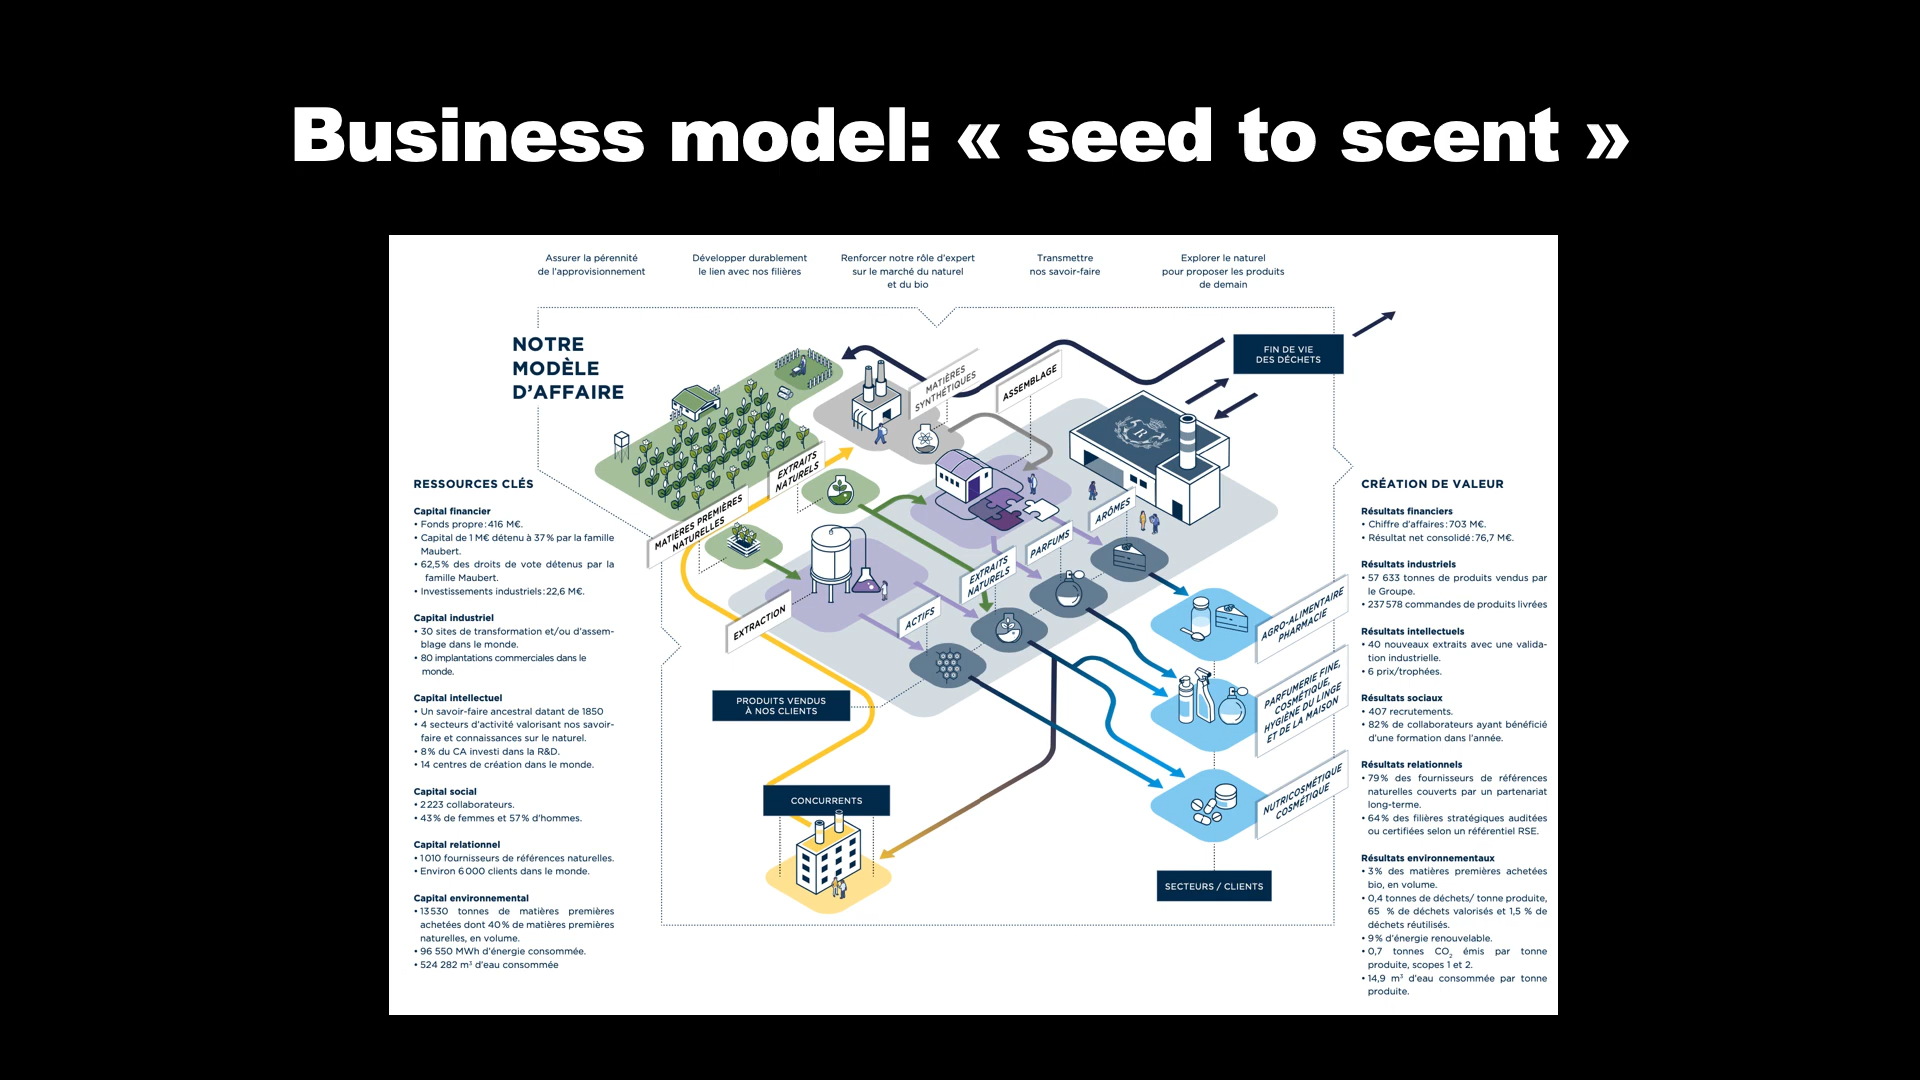 Business model: « seed to scent »
Assurer la pérennité
de l'approvisionnement
Développer durablement
le lien avec nos filières
Renforcer notre rôle d'expert
sur le marché du naturel
et du bio
Transmettre
nos savoir-faire
Explorer le naturel
pour proposer les produits
de demain
NOTRE
MODÈLE
D'AFFAIRE
RESSOURCES CLÉS
Capital financier
• Fonds propre : 416 M€.
• Capital de 1 M€ détenu à 37 % par la famille
Maubert.
• 62,5 % des droits de vote détenus par la
famille Maubert.
• Investissements industriels : 22,6 M€.
Capital industriel
• 30 sites de transformation et/ou d'assem-
blage dans le monde.
• 80 implantations commerciales dans le
monde.
Capital intellectuel
• Un savoir-faire ancestral datant de 1850
• 4 secteurs d'activité valorisant nos savoir-
faire et connaissances sur le naturel.
• 8 % du CA investi dans la R&D.
• 14 centres de création dans le monde.
Capital social
• 2 223 collaborateurs.
• 43 % de femmes et 57 % d'hommes.
Capital relationnel
• 1 010 fournisseurs de références naturelles.
• Environ 6 000 clients dans le monde.
Capital environnemental
• 13 530 tonnes de matières premières
achetées dont 40 % de matières premières
naturelles, en volume.
• 96 550 MWh d'énergie consommée.
• 524 282 m³ d'eau consommée
FIN DE VIE
DES DÉCHETS
MATIÈRES
SYNTHÉTIQUES
ASSEMBLAGE
EXTRAITS
NATURELS
MATIÈRES PREMIÈRES
NATURELLES
R
ARÔMES
PARFUMS
EXTRAITS
NATURELS
ACTIFS
EXTRACTION
PRODUITS VENDUS
À NOS CLIENTS
CONCURRENTS
AGRO-ALIMENTAIRE
PHARMACIE
PARFUMERIE FINE,
COSMÉTIQUE,
HYGIÈNE DU LINGE
ET DE LA MAISON
NUTRICOSMÉTIQUE
COSMÉTIQUE
SECTEURS / CLIENTS
CRÉATION DE VALEUR
Résultats financiers
• Chiffre d'affaires : 703 M€.
• Résultat net consolidé : 76,7 M€.
Résultats industriels
• 57 633 tonnes de produits vendus par
le Groupe.
• 237 578 commandes de produits livrées
Résultats intellectuels
• 40 nouveaux extraits avec une valida-
tion industrielle.
• 6 prix/trophées.
Résultats sociaux
• 407 recrutements.
• 82% de collaborateurs ayant bénéficié
d'une formation dans l'année.
Résultats relationnels
• 79 % des fournisseurs de références
naturelles couverts par un partenariat
long-terme.
• 64 % des filières stratégiques auditées
ou certifiées selon un référentiel RSE.
Résultats environnementaux
• 3 % des matières premières achetées
bio, en volume.
• 0,4 tonnes de déchets/ tonne produite,
65 % de déchets valorisés et 1,5 % de
déchets réutilisés.
• 9 % d'énergie renouvelable.
• 0,7 tonnes CO₂ émis par tonne
produite, scopes 1 et 2.
• 14,9 m³ d'eau consommée par tonne
produite.